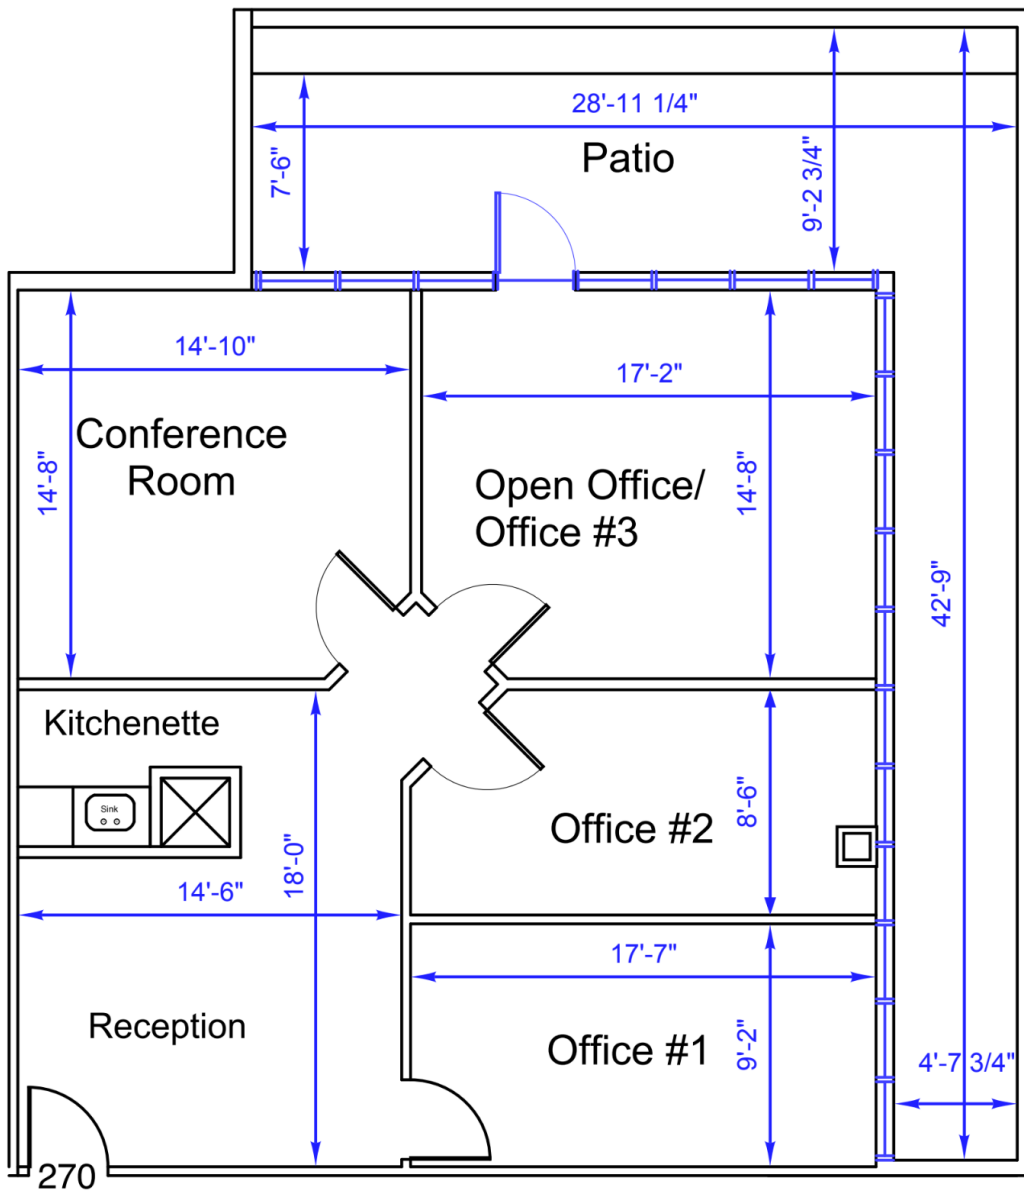 28'-11 1/4"
Patio
7'-6"
9'-2 3/4"
14'-10"
17'-2"
Conference
Room
14'-8"
Open Office/
Office #3
14'-8"
42'-9"
Kitchenette
Sink
18'-0"
14'-6"
Office #2
8'-6"
17'-7"
Reception
Office #1
9'-2"
4'-7 3/4"
270